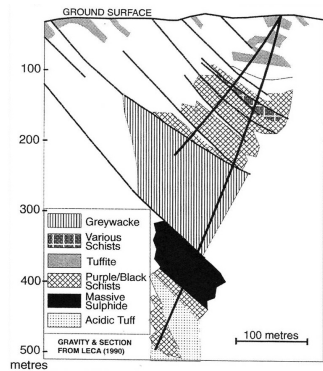 GROUND SURFACE
100
200
300
400
500
metres
Greywacke
Various
Schists
Tuffite
Purple/Black
Schists
Massive
Sulphide
Acidic Tuff
GRAVITY & SECTION
FROM LECA (1990)
100 metres